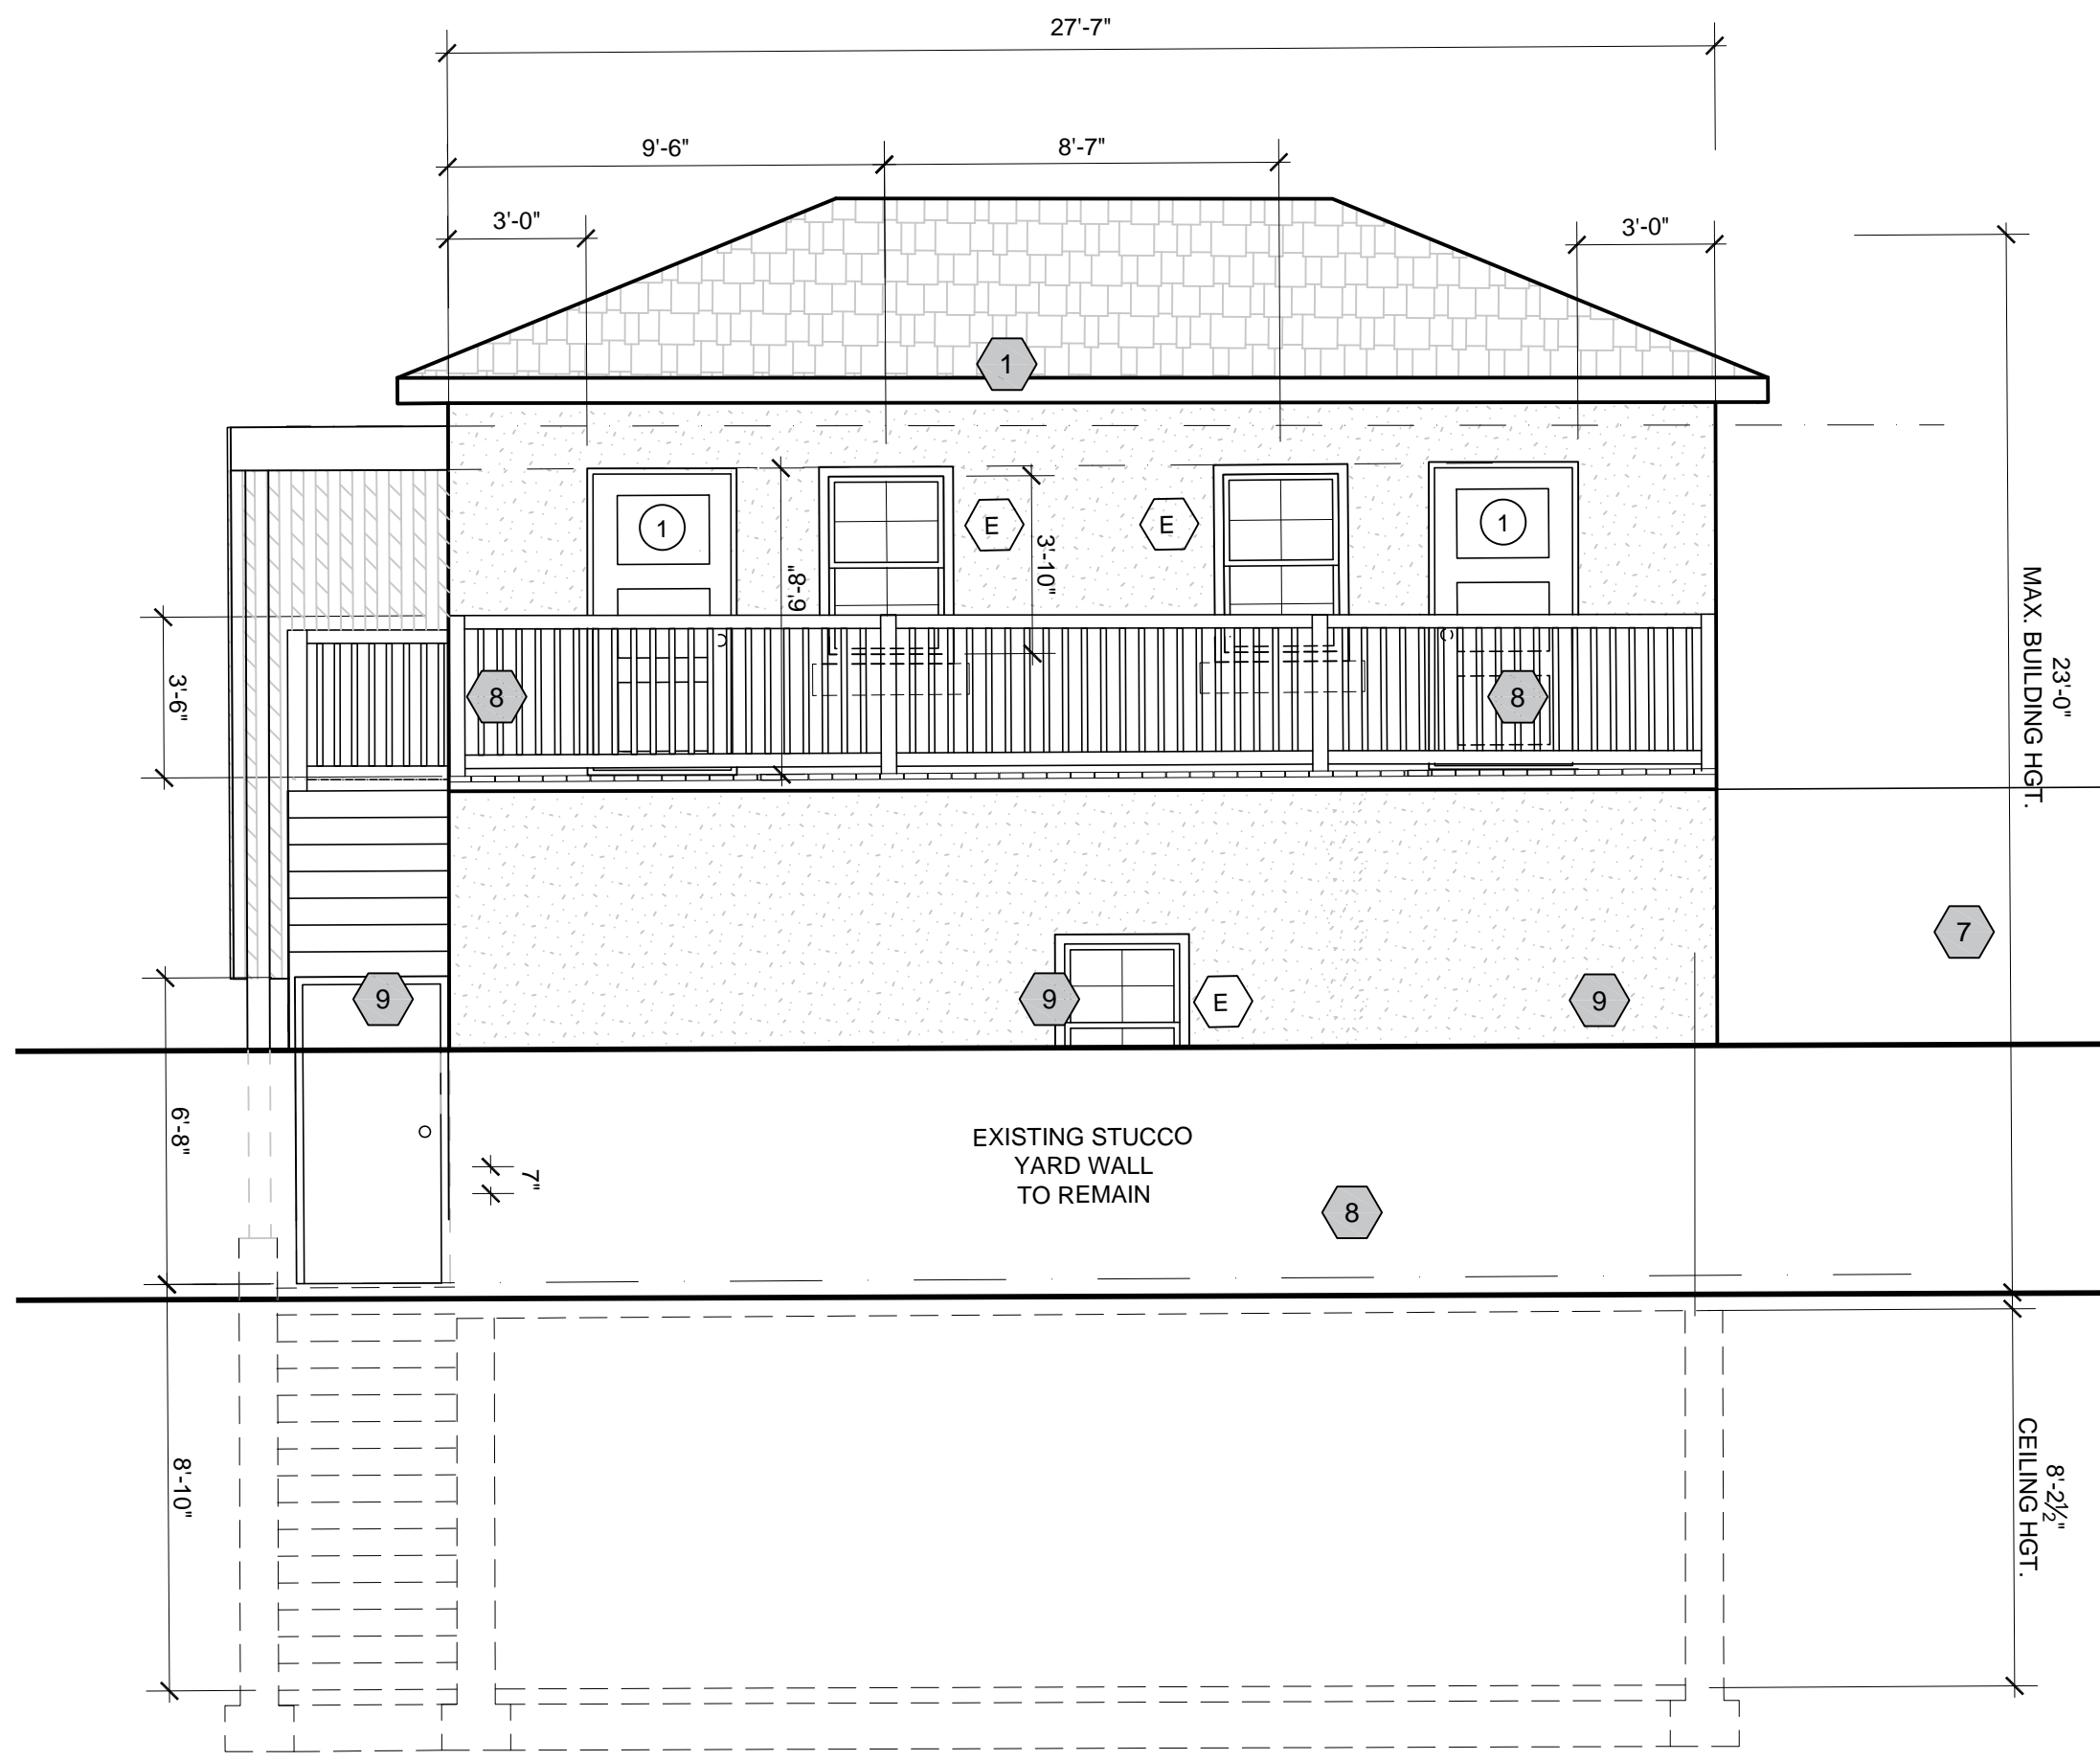 27'-7"
9'-6"
8'-7"
3'-0"
3'-0"
1
1
E
E
1
6'-8"
3'-10"
MAX. BUILDING HGT.
23'-0"
3'-6"
8
8
7
9
9
E
9
6'-8"
7"
EXISTING STUCCO
YARD WALL
TO REMAIN
8
8'-10"
8'-2½"
CEILING HGT.